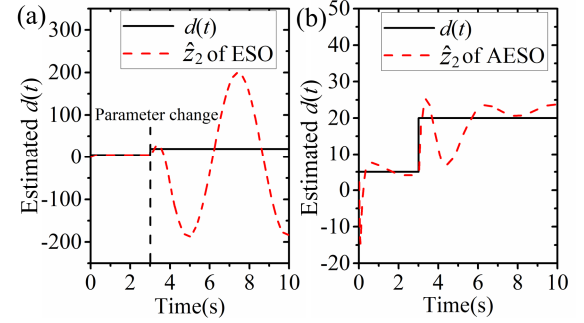 (a)
d(t)
ẑ₂ of ESO
Parameter change
Estimated d(t)
300
200
100
0
-100
-200
0 2 4 6 8 10
Time(s)
(b)
d(t)
ẑ₂ of AESO
Estimated d(t)
50
40
30
20
10
0
10
20
0 2 4 6 8 10
Time(s)